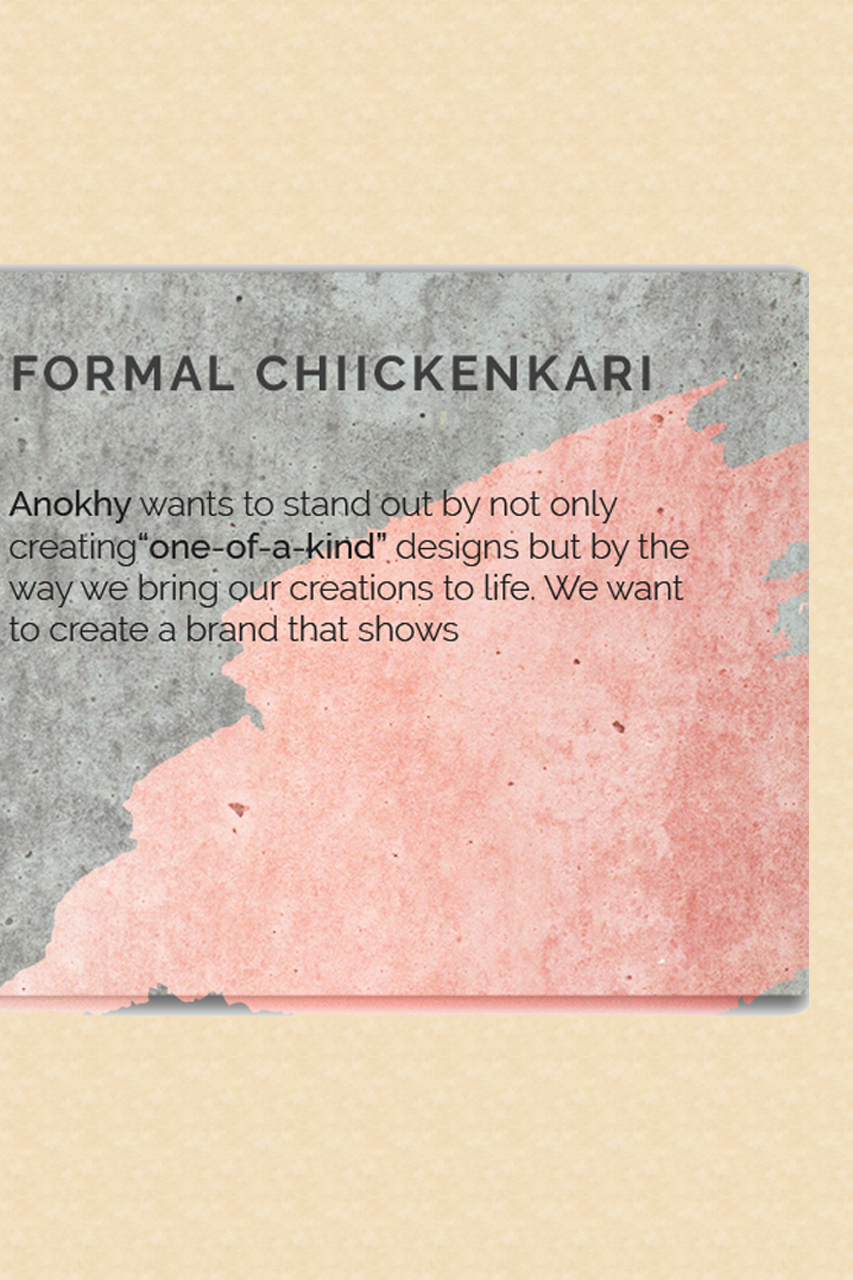 FORMAL CHIICKENKARI
Anokhy wants to stand out by not only
creating“one-of-a-kind” designs but by the
way we bring our creations to life. We want
to create a brand that shows